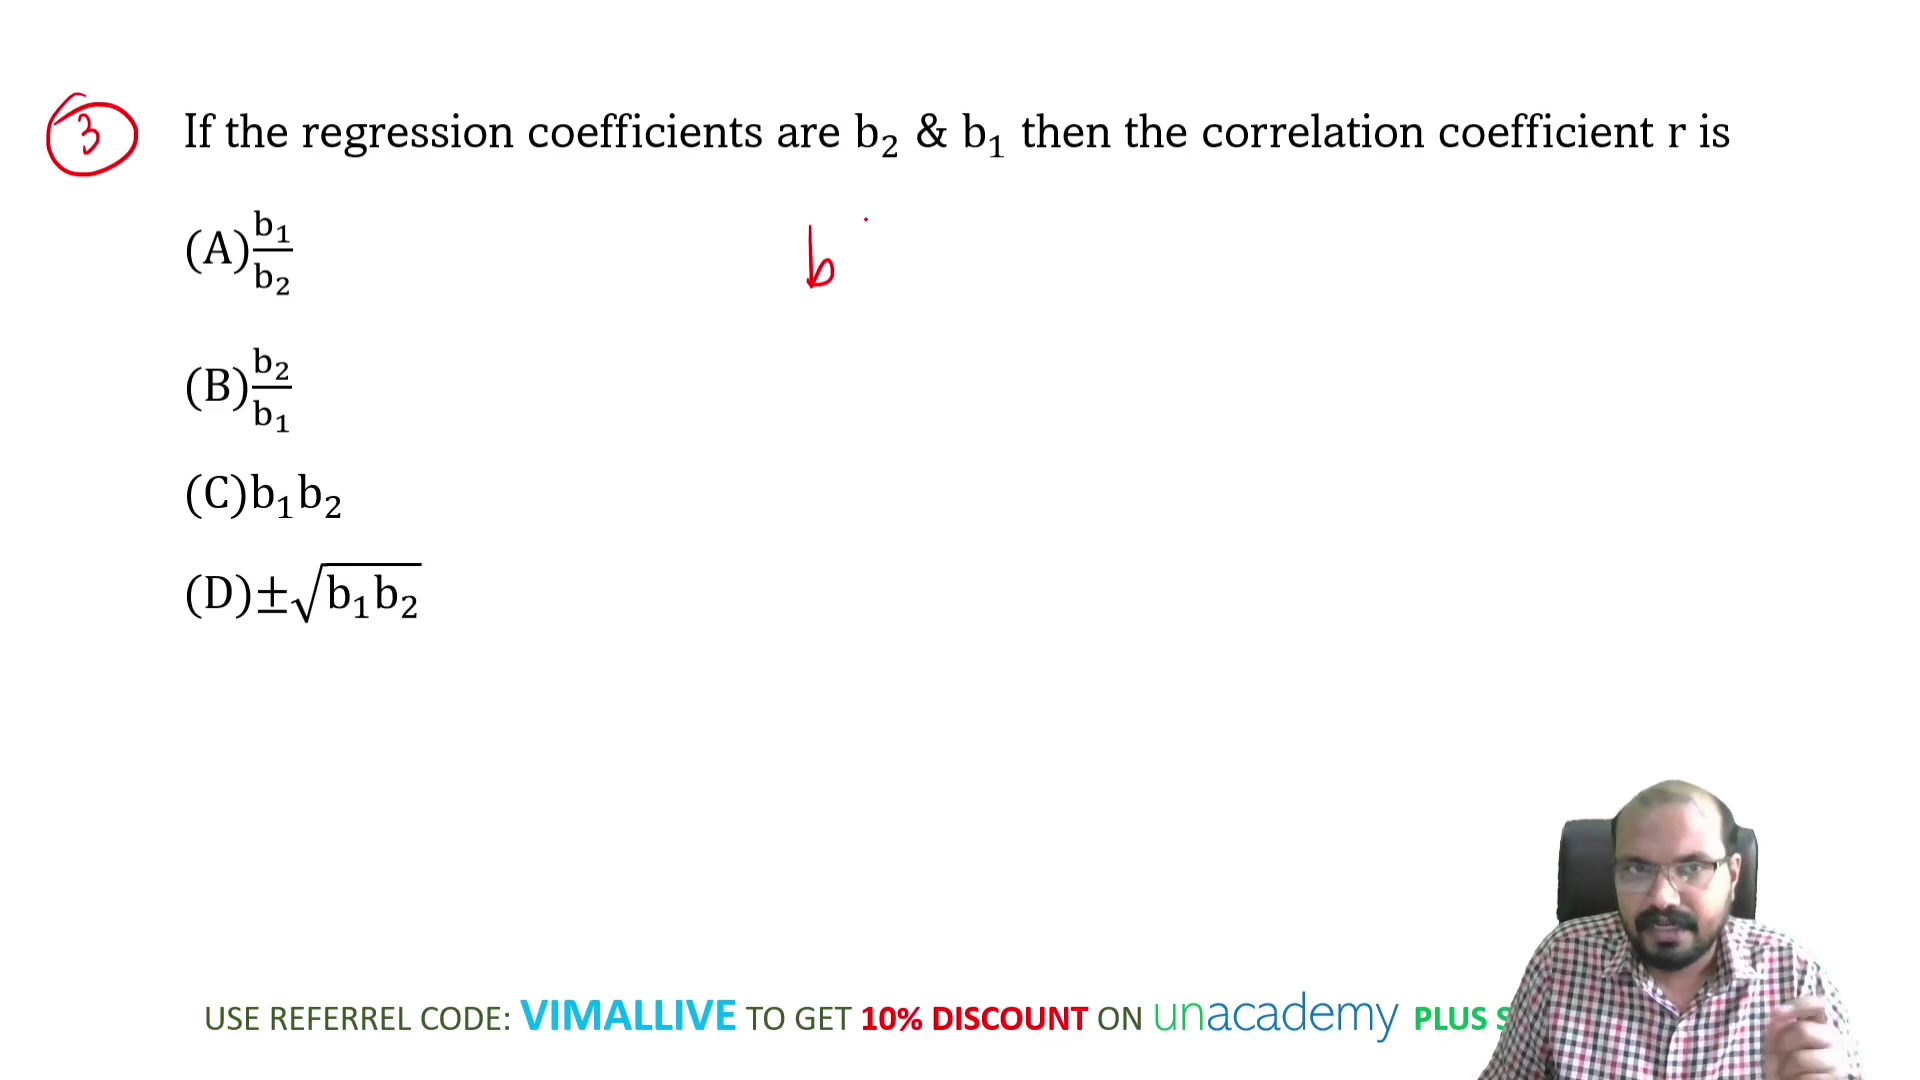 3 If the regression coefficients are b₂ & b₁ then the correlation coefficient r is
(A) b₁/b₂
b
(B) b₂/b₁
(C)b₁b₂
(D)±√b₁b₂
USE REFERREL CODE: VIMALLIVE TO GET 10% DISCOUNT ON unacademy PLUS S